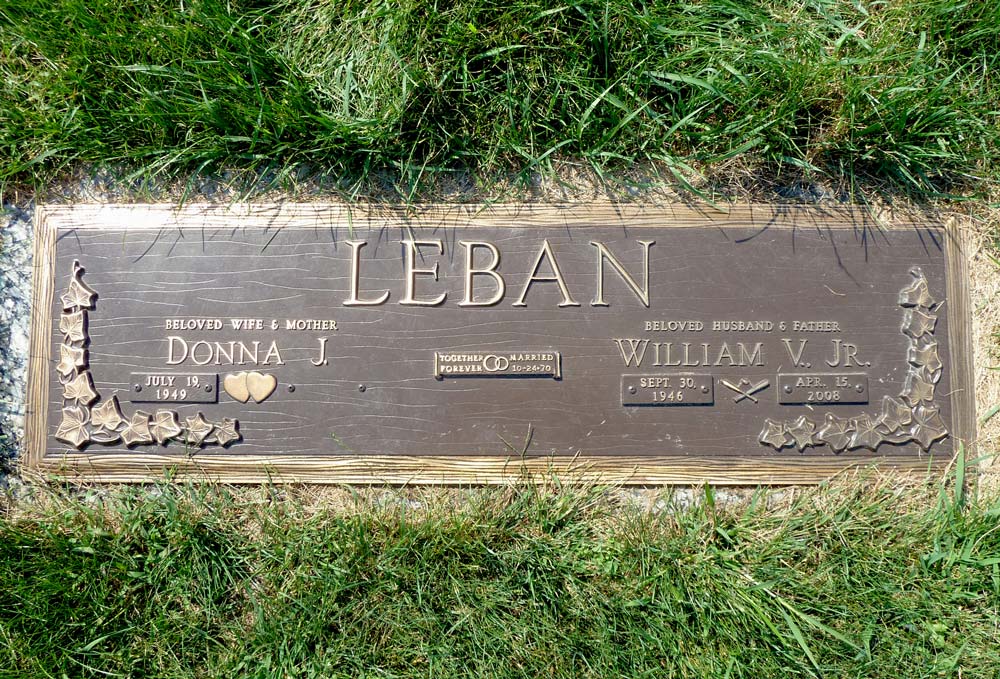 LEBAN
BELOVED WIFE & MOTHER
DONNA J.
JULY 19,
1949
TOGETHER
FOREVER
MARRIED
10-24-70
BELOVED HUSBAND & FATHER
WILLIAM V., JR.
SEPT. 30,
1946
APR. 15,
2008